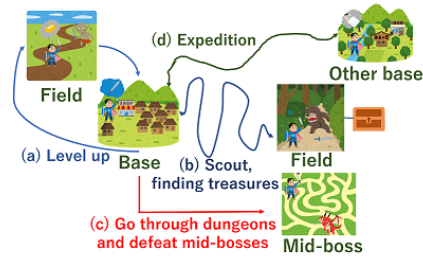 (d) Expedition
Other base
Field
SHOP
(a) Level up
Base
(b) Scout,
finding treasures
Field
(c) Go through dungeons
and defeat mid-bosses
Mid-boss